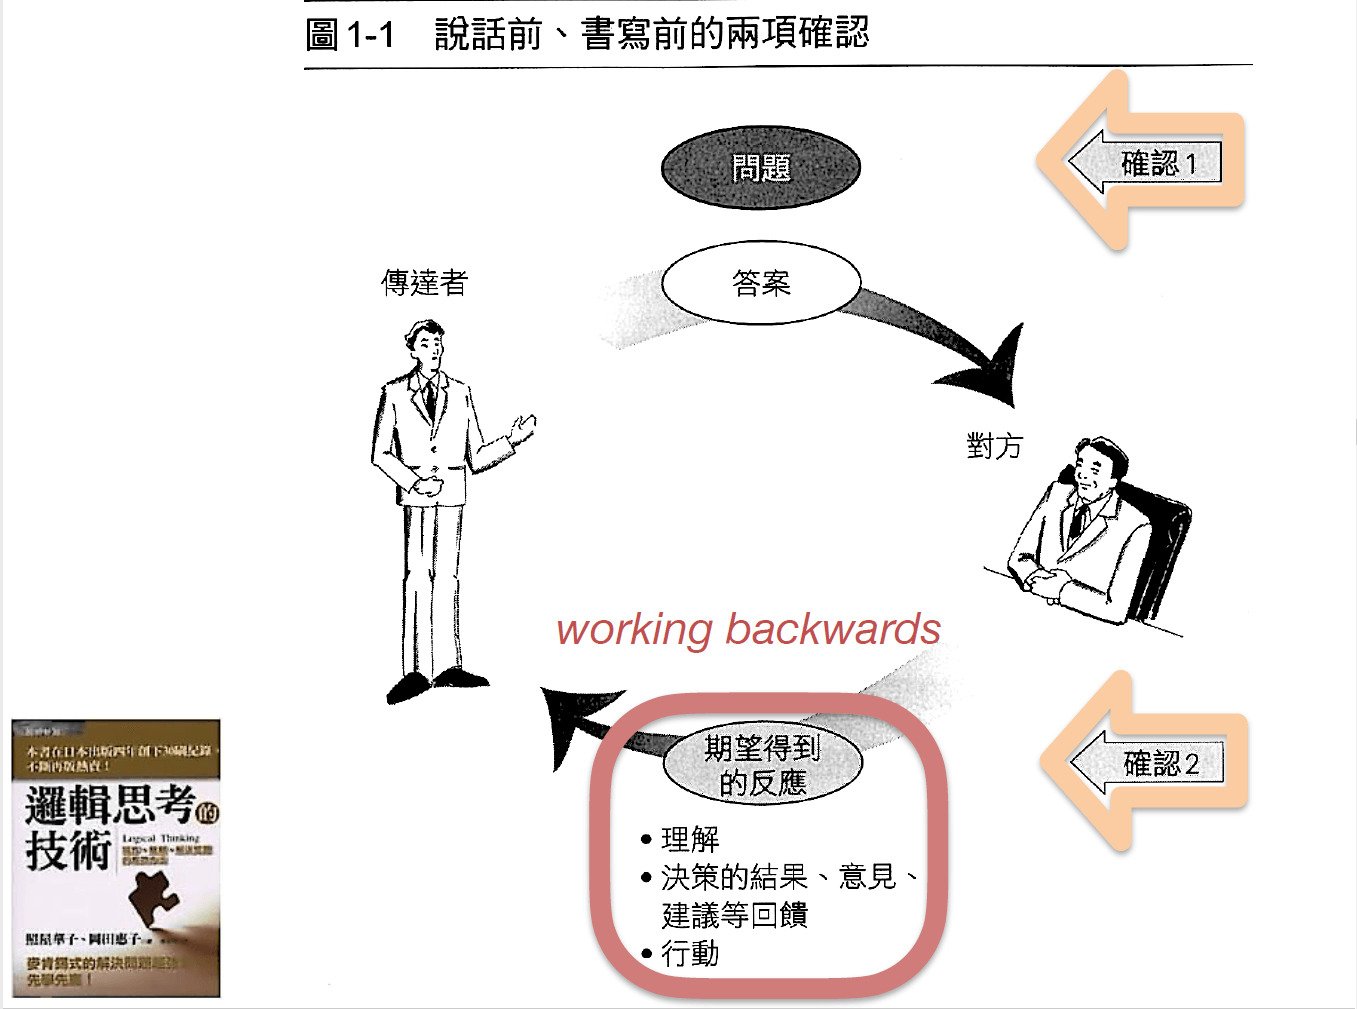 圖 1-1　說話前、書寫前的兩項確認
問題
確認 1
答案
傳達者
對方
working backwards
期望得到
的反應
確認 2
• 理解
• 決策的結果、意見、
建議等回饋
• 行動
本書在日本出版四年創下30刷紀錄，
不斷再版熱賣！
邏輯思考的
技術
Logical Thinking
照屋華子、岡田惠子
麥肯錫式的解決問題
先學先贏！